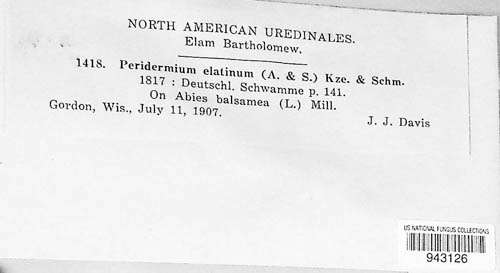 NORTH AMERICAN UREDINALES.
Elam Bartholomew.
1418. Peridermium elatinum (A. & S.) Kze. & Schm.
1817 : Deutschl. Schwamme p. 141.
On Abies balsamea (L.) Mill.
Gordon, Wis., July 11, 1907. J. J. Davis
US NATIONAL FUNGUS COLLECTIONS
943126